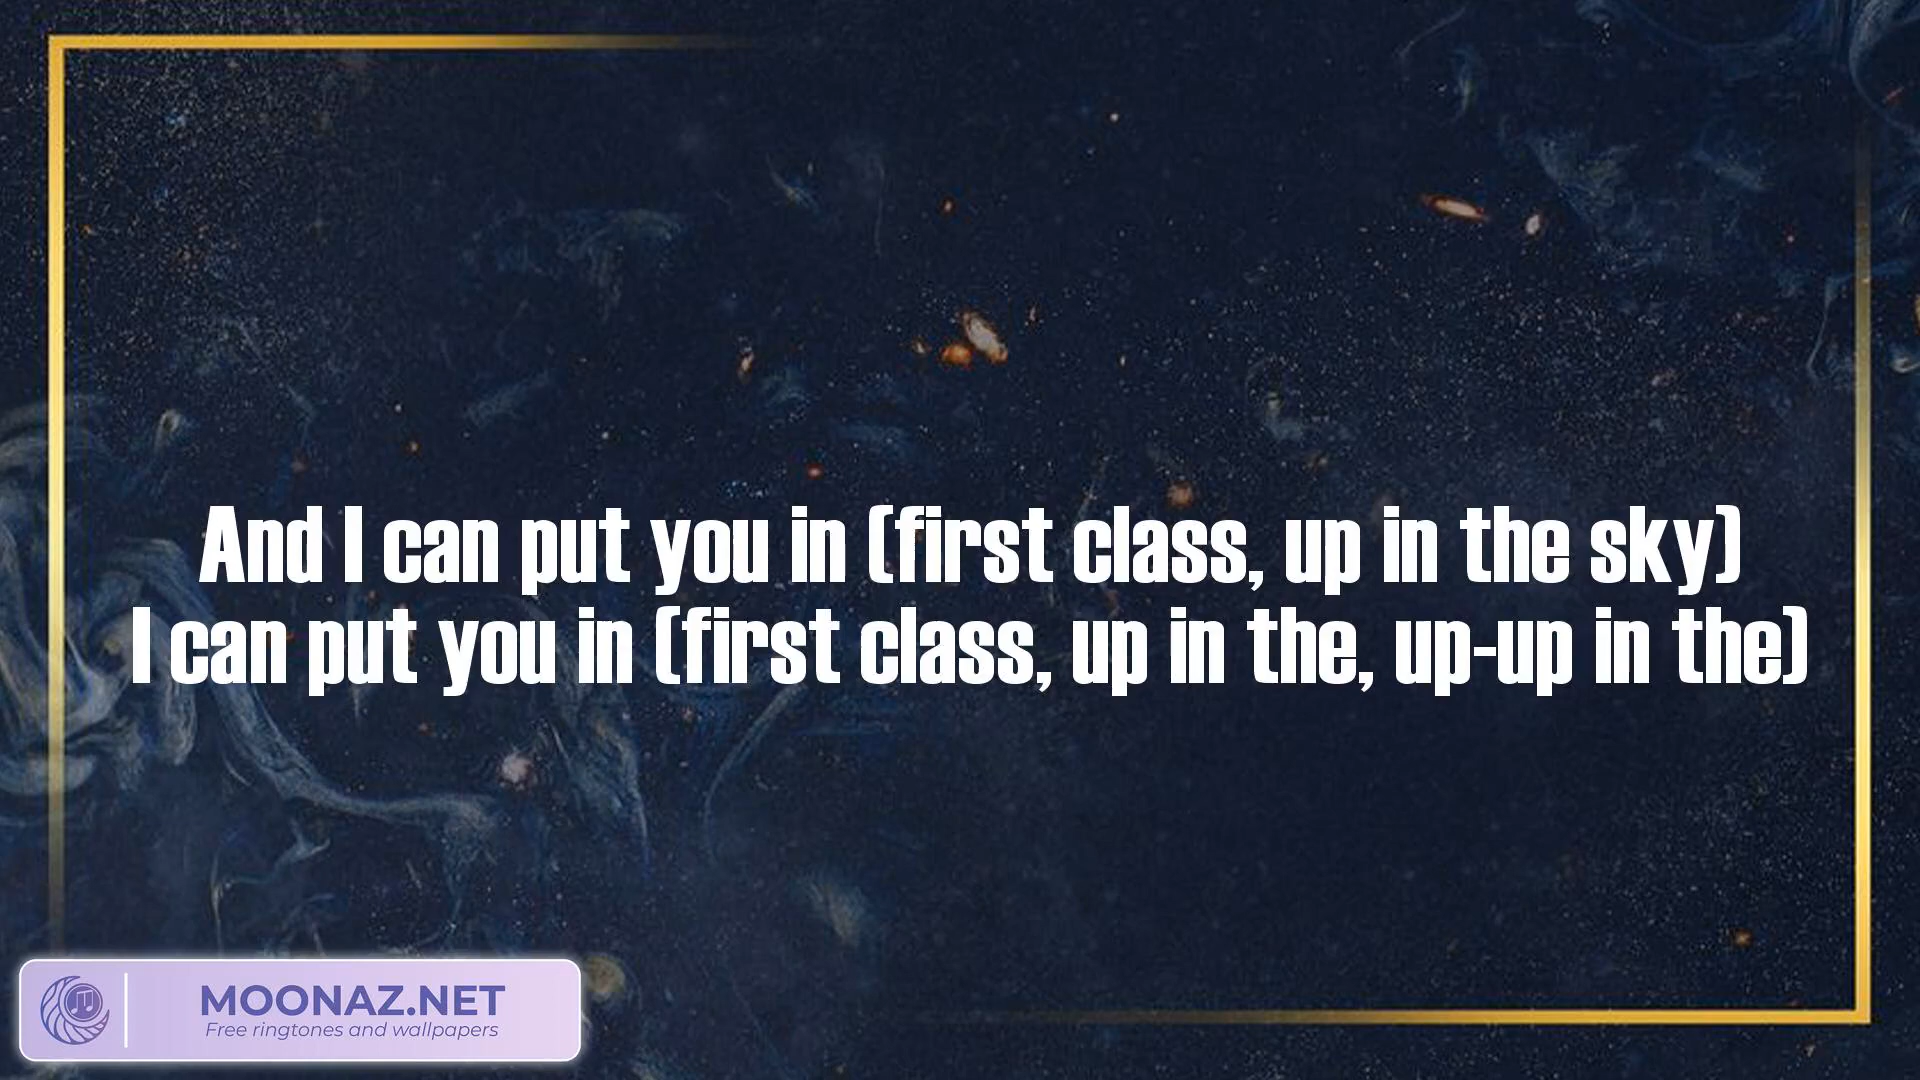 And I can put you in (first class, up in the sky)
I can put you in (first class, up in the, up-up in the)
MOONAZ.NET
Free ringtones and wallpapers